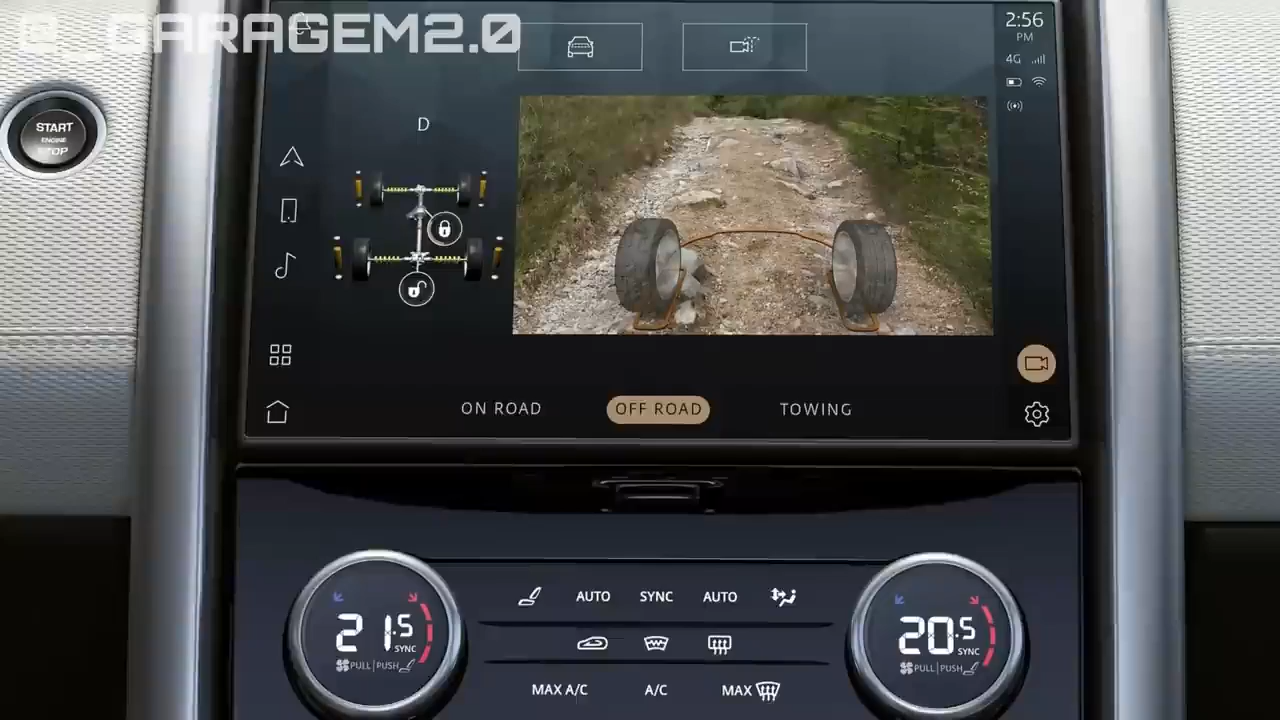 @_GARAGEM2.0
2:56
PM
4G
START
ENGINE
STOP
D
ON ROAD
OFF ROAD
TOWING
21.5
SYNC
PULL | PUSH
AUTO
SYNC
AUTO
MAX A/C
A/C
MAX
20.5
SYNC
PULL | PUSH